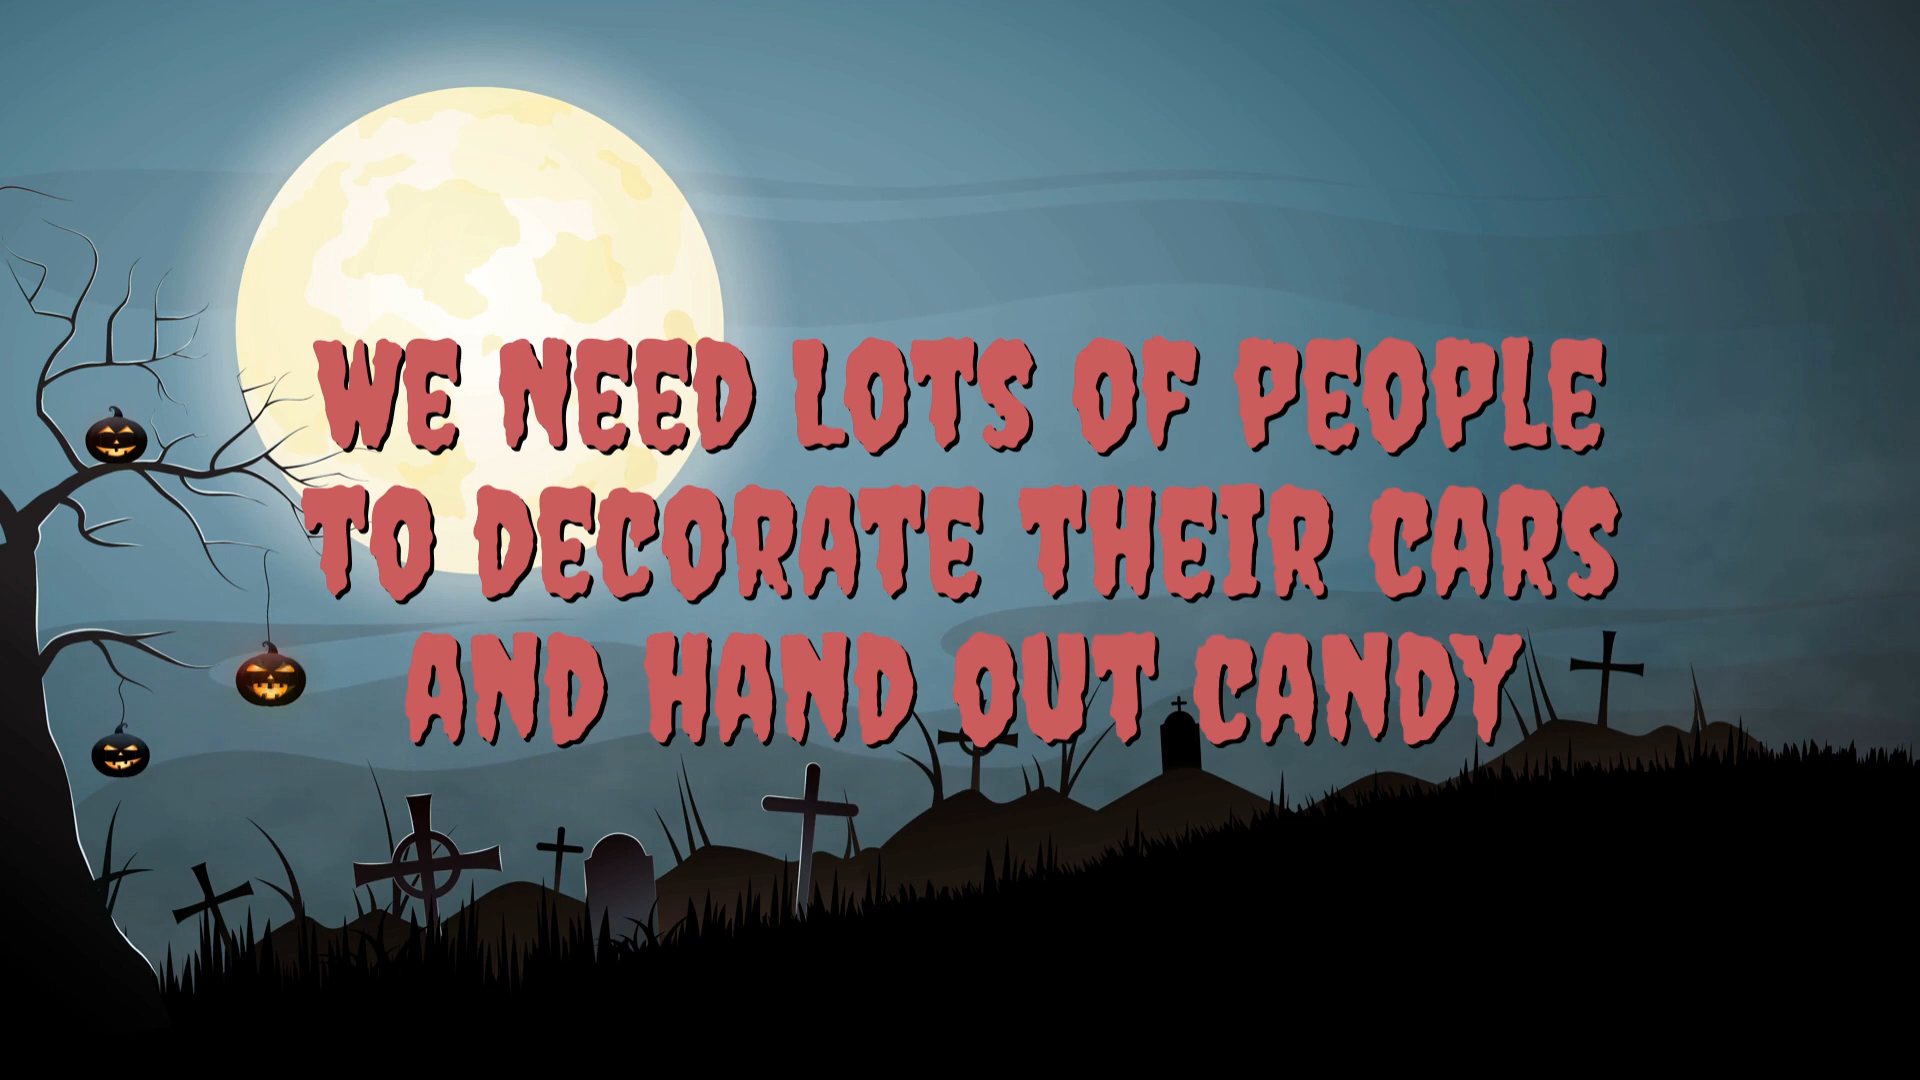 WE NEED LOTS OF PEOPLE
TO DECORATE THEIR CARS
AND HAND OUT CANDY